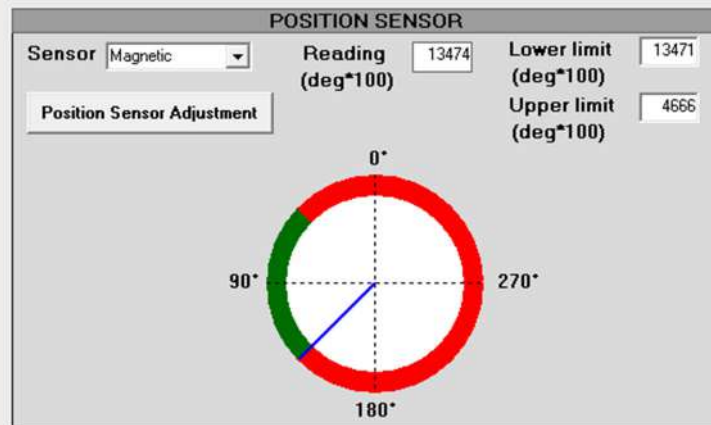 POSITION SENSOR
Sensor Magnetic Reading (deg*100) 13474 Lower limit (deg*100) 13471
Position Sensor Adjustment Upper limit (deg*100) 4666
0°
90° 270°
180°